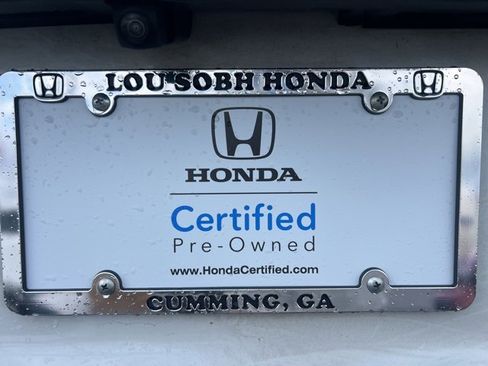 LOU SOBH HONDA
HONDA
Certified
Pre-Owned
www.HondaCertified.com
CUMMING, GA